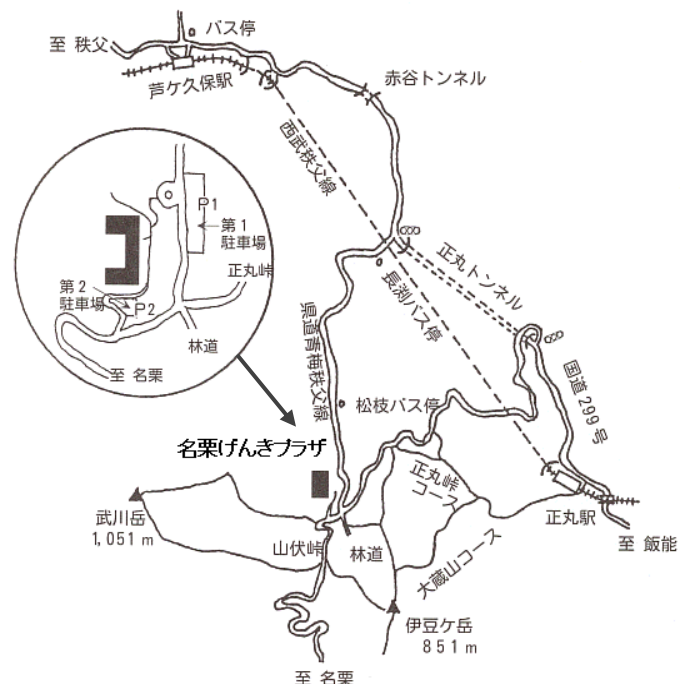 バス停
至 秩父
芦ケ久保駅
赤谷トンネル
西武秩父線
P1
第1
駐車場
正丸峠
第2
駐車場
P2
林道
至 名栗
正丸トンネル
長渕バス停
県道青梅秩父線
国道299号
松枝バス停
名栗げんきプラザ
正丸峠
コース
武川岳
1,051m
山伏峠
林道
大蔵山コース
正丸駅
至 飯能
伊豆ケ岳
851m
至 名栗